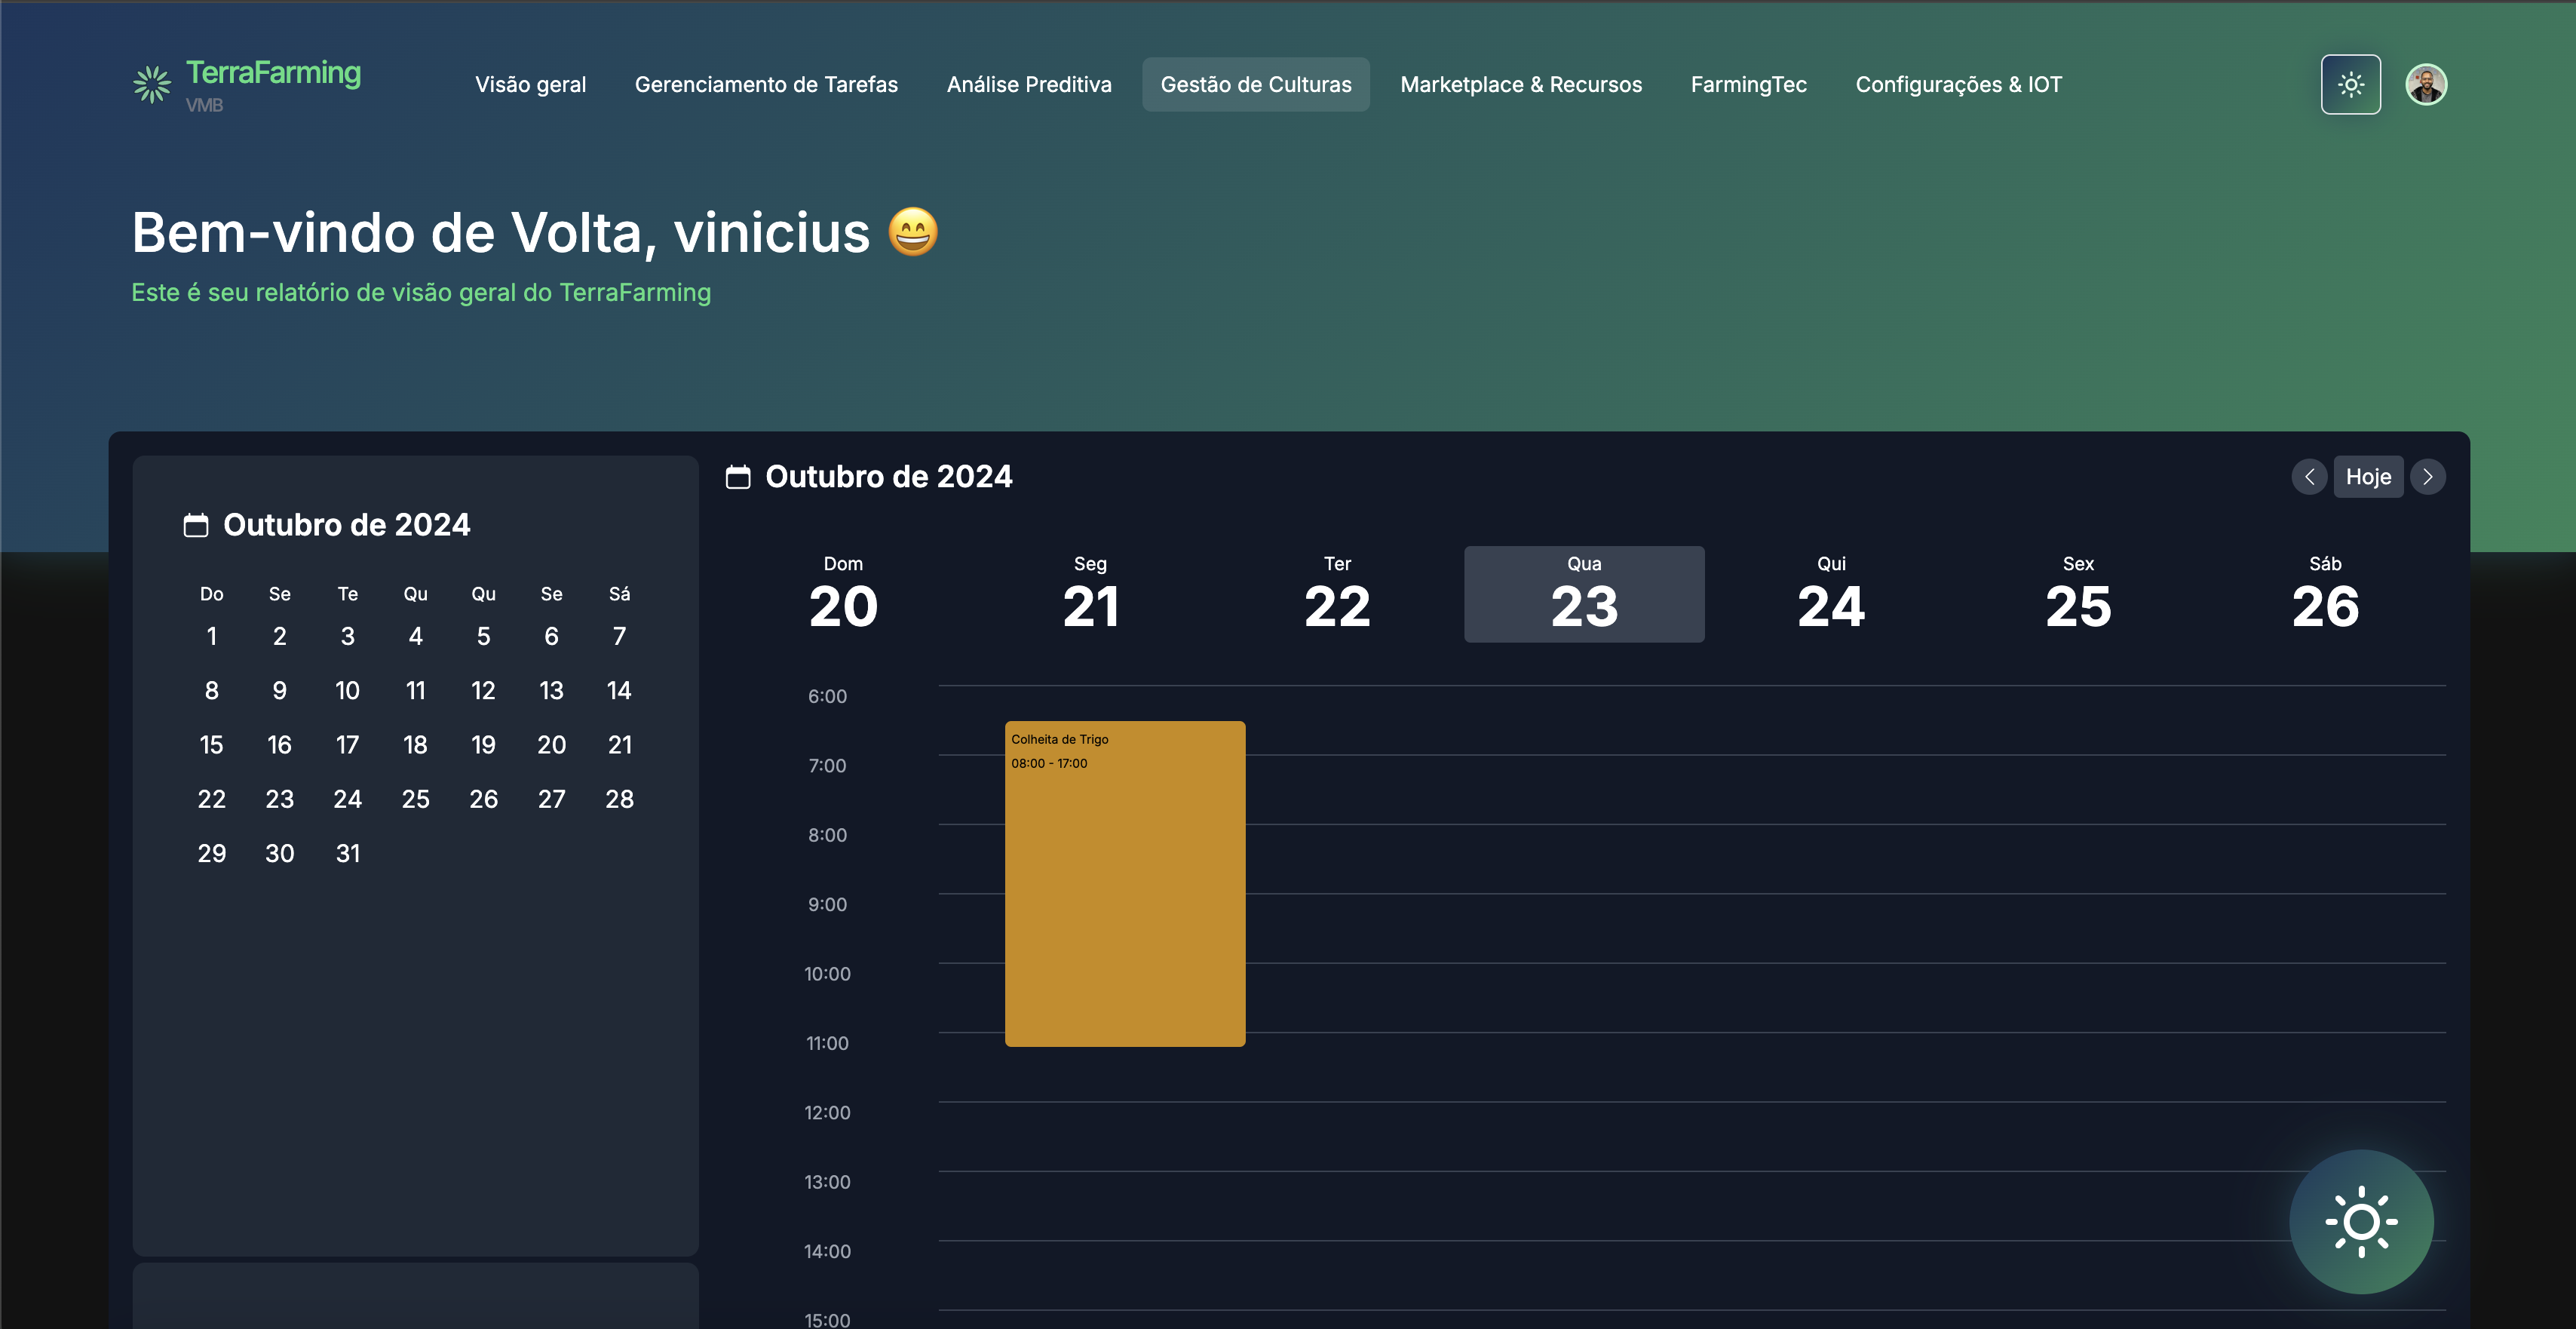 TerraFarming
VMB
Visão geral
Gerenciamento de Tarefas
Análise Preditiva
Gestão de Culturas
Marketplace & Recursos
FarmingTec
Configurações & IOT
Bem-vindo de Volta, vinicius 😄
Este é seu relatório de visão geral do TerraFarming
Outubro de 2024
Do Se Te Qu Qu Se Sá
1 2 3 4 5 6 7
8 9 10 11 12 13 14
15 16 17 18 19 20 21
22 23 24 25 26 27 28
29 30 31
Outubro de 2024
Hoje
Dom Seg Ter Qua Qui Sex Sáb
20 21 22 23 24 25 26
6:00
Colheita de Trigo
08:00 - 17:00
7:00
8:00
9:00
10:00
11:00
12:00
13:00
14:00
15:00